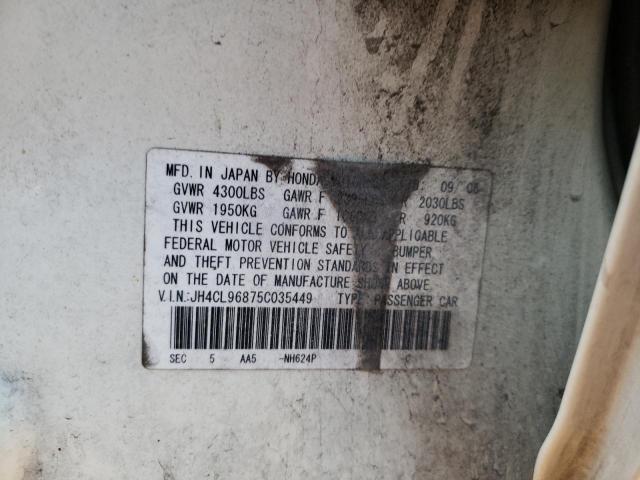 MFD. IN JAPAN BY HONDA 09/
GVWR 4300LBS GAWR F R 2030LBS
GVWR 1950KG GAWR F R 920KG
THIS VEHICLE CONFORMS TO APPLICABLE
FEDERAL MOTOR VEHICLE SAFETY BUMPER
AND THEFT PREVENTION STANDARDS IN EFFECT
ON THE DATE OF MANUFACTURE SHOWN ABOVE.
V.I.N:JH4CL96875C035449 TYPE: PASSENGER CAR
SEC 5 AA5 -NH624P C